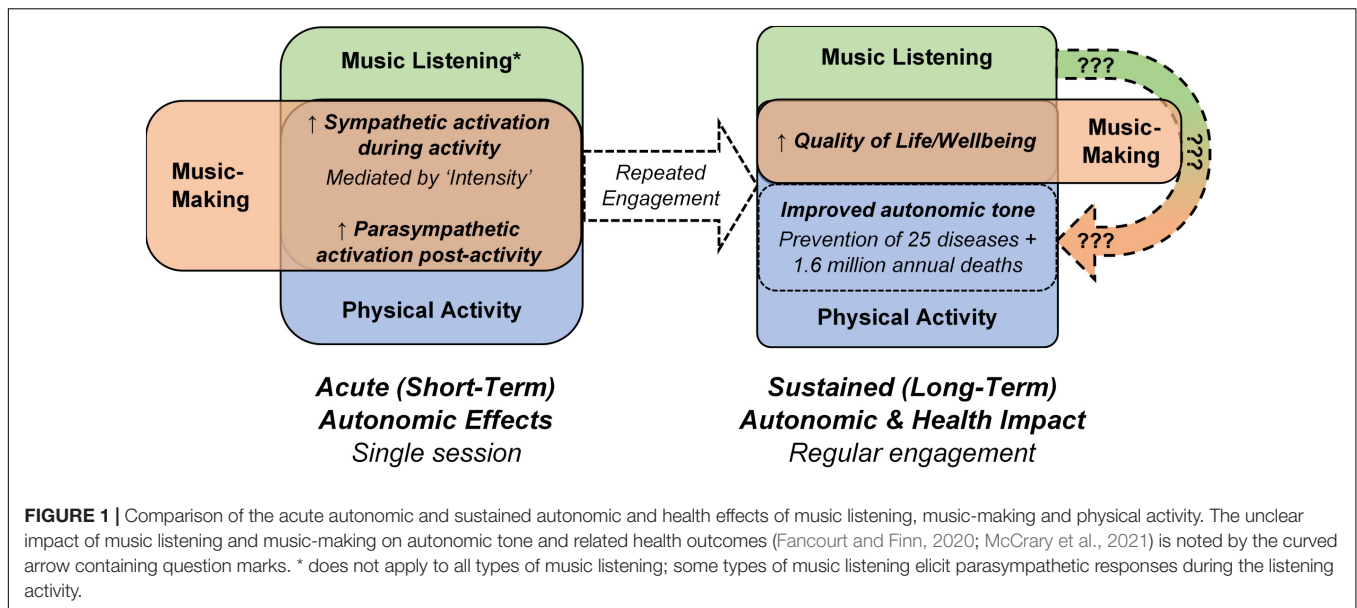 Music Listening*
Music-
Making
↑ Sympathetic activation
during activity
Mediated by ‘Intensity’
↑ Parasympathetic
activation post-activity
Physical Activity
Acute (Short-Term)
Autonomic Effects
Single session
Repeated
Engagement
Music Listening
↑ Quality of Life/Wellbeing
Music-
Making
Improved autonomic tone
Prevention of 25 diseases +
1.6 million annual deaths
Physical Activity
???
???
???
Sustained (Long-Term)
Autonomic & Health Impact
Regular engagement
FIGURE 1 | Comparison of the acute autonomic and sustained autonomic and health effects of music listening, music-making and physical activity. The unclear
impact of music listening and music-making on autonomic tone and related health outcomes (Fancourt and Finn, 2020; McCrary et al., 2021) is noted by the curved
arrow containing question marks. * does not apply to all types of music listening; some types of music listening elicit parasympathetic responses during the listening
activity.